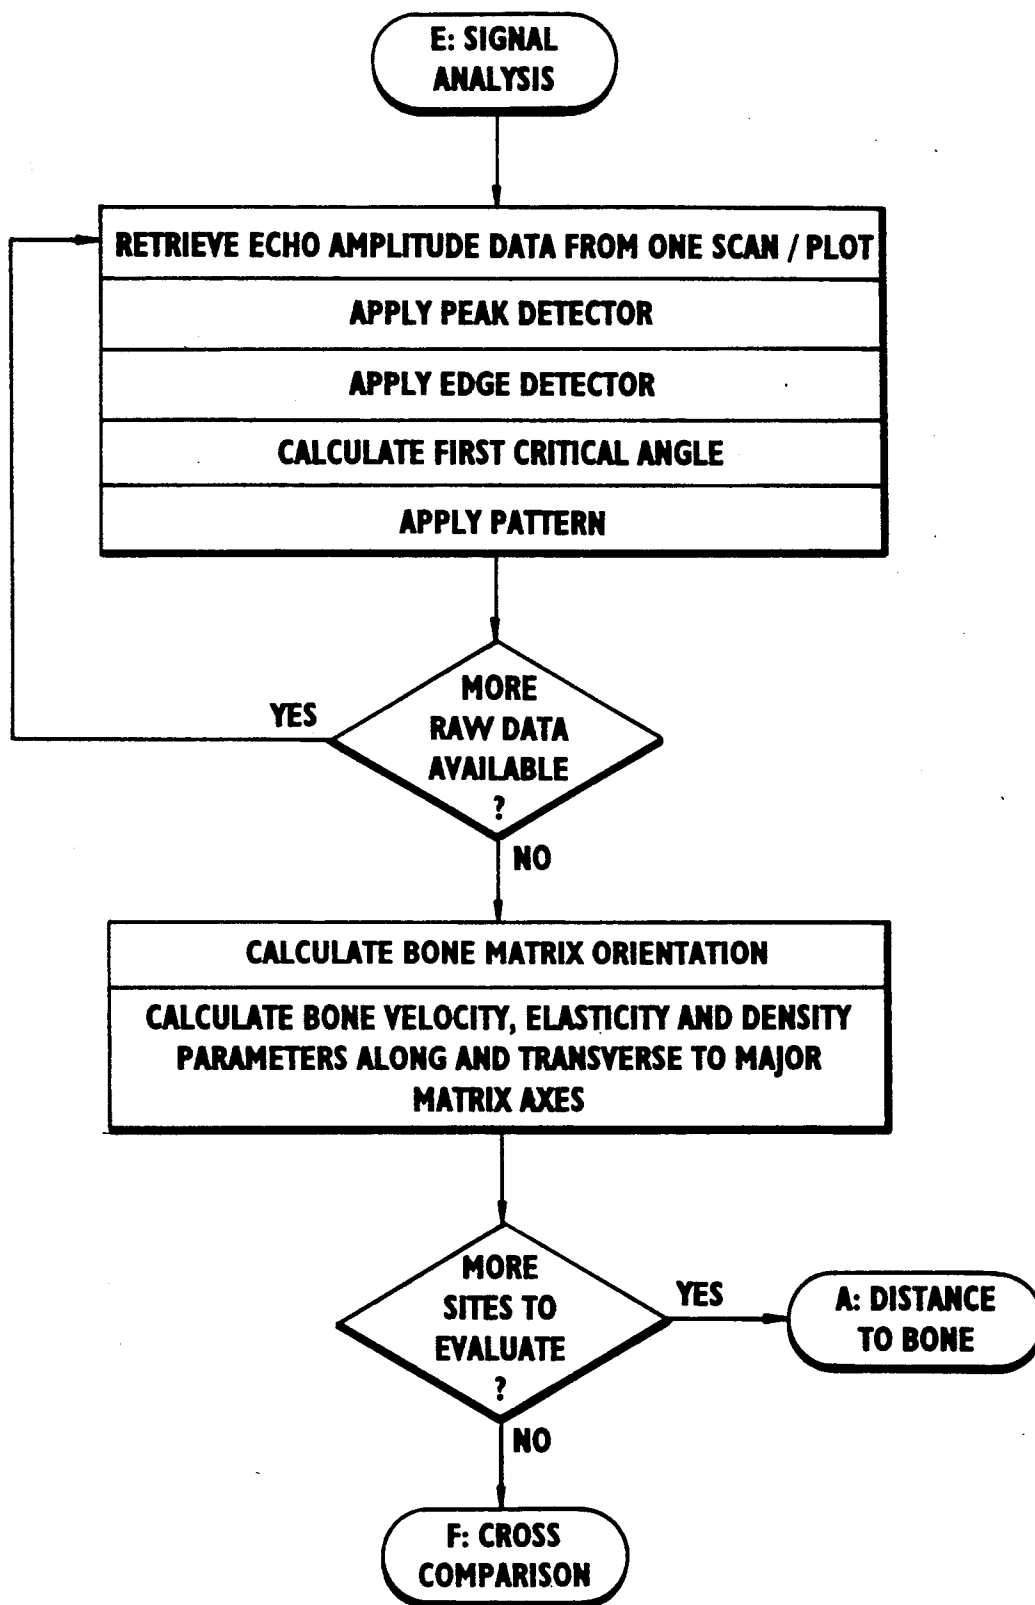 E: SIGNAL
ANALYSIS
RETRIEVE ECHO AMPLITUDE DATA FROM ONE SCAN / PLOT
APPLY PEAK DETECTOR
APPLY EDGE DETECTOR
CALCULATE FIRST CRITICAL ANGLE
APPLY PATTERN
YES
MORE
RAW DATA
AVAILABLE
?
NO
CALCULATE BONE MATRIX ORIENTATION
CALCULATE BONE VELOCITY, ELASTICITY AND DENSITY
PARAMETERS ALONG AND TRANSVERSE TO MAJOR
MATRIX AXES
MORE
SITES TO
EVALUATE
?
YES
A: DISTANCE
TO BONE
NO
F: CROSS
COMPARISON